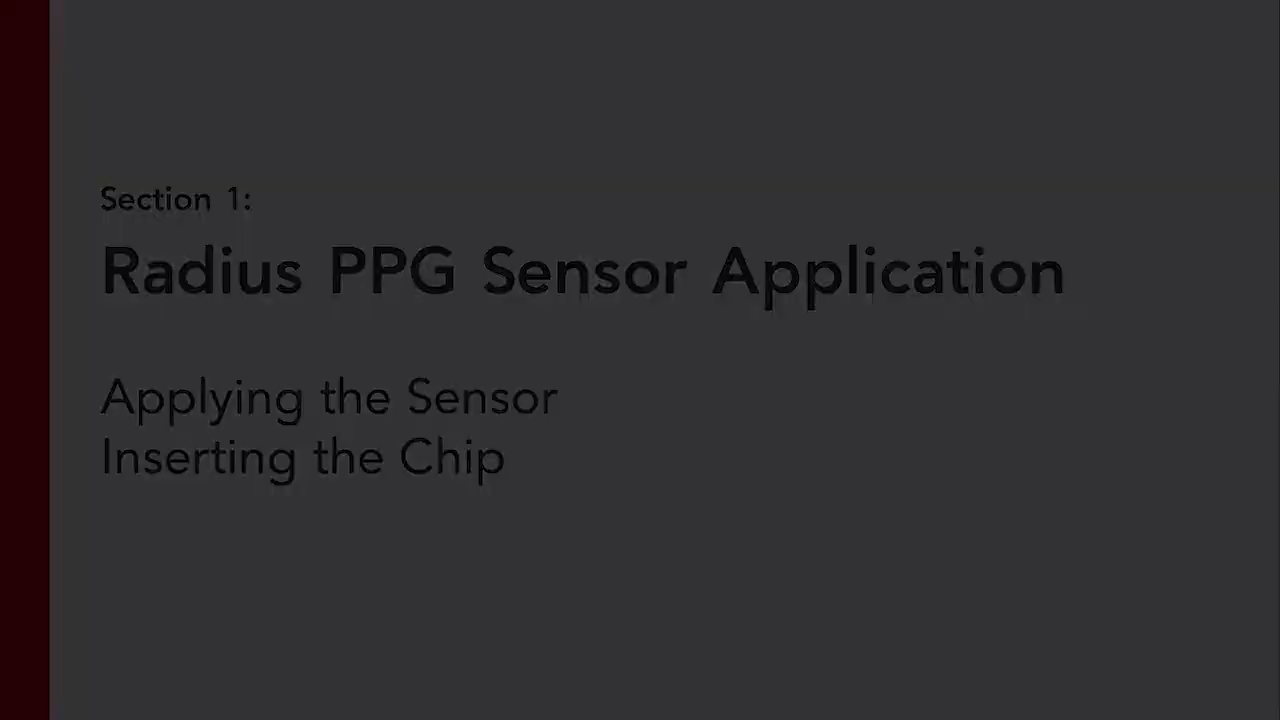 Section 1:
Radius PPG Sensor Application
Applying the Sensor
Inserting the Chip